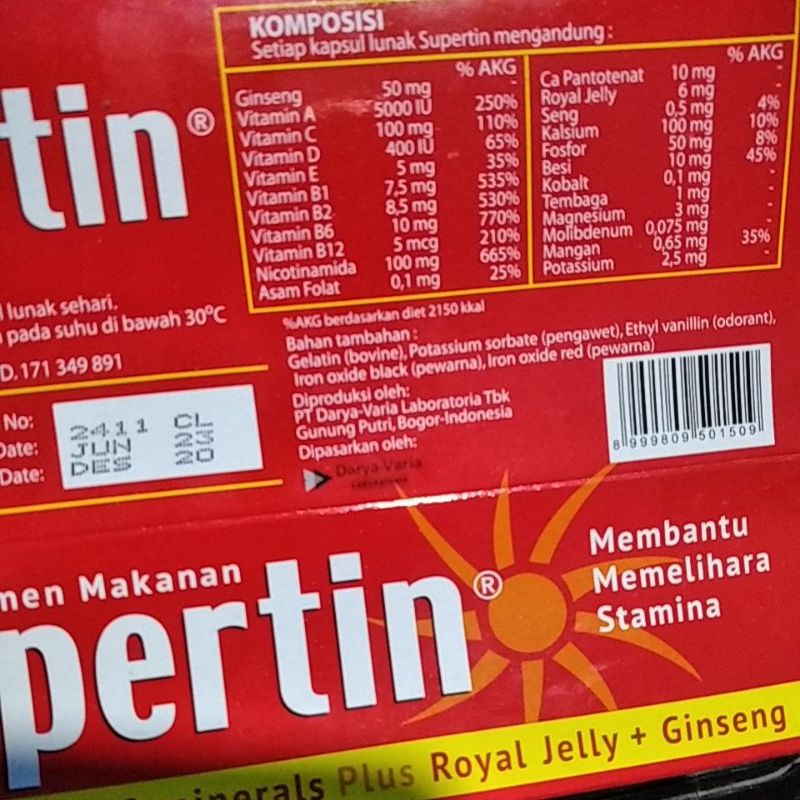 KOMPOSISI
Setiap kapsul lunak Supertin mengandung :
% AKG
Ginseng 50 mg -
Vitamin A 5000 IU 250%
Vitamin C 100 mg 110%
Vitamin D 400 IU 65%
Vitamin E 5 mg 35%
Vitamin B1 7,5 mg 535%
Vitamin B2 8,5 mg 530%
Vitamin B6 10 mg 770%
Vitamin B12 5 mcg 210%
Nicotinamida 100 mg 665%
Asam Folat 0,1 mg 25%
% AKG
Ca Pantotenat 10 mg -
Royal Jelly 6 mg -
Seng 0,5 mg 4%
Kalsium 100 mg 10%
Fosfor 50 mg 8%
Besi 10 mg 45%
Kobalt 0,1 mg -
Tembaga 1 mg -
Magnesium 3 mg -
Molibdenum 0,075 mg -
Mangan 0,65 mg 35%
Potassium 2,5 mg -
%AKG berdasarkan diet 2150 kkal
Bahan tambahan :
Gelatin (bovine), Potassium sorbate (pengawet), Ethyl vanillin (odorant),
Iron oxide black (pewarna), Iron oxide red (pewarna)
Diproduksi oleh:
PT Darya-Varia Laboratoria Tbk
Gunung Putri, Bogor-Indonesia
Dipasarkan oleh:
Darya-Varia
8 999809 501509
tin®
lunak sehari.
pada suhu di bawah 30°C
D. 171 349 891
No: 2411 CL
Date: JUN 23
Date: DES 20
men Makanan
pertin®
Membantu
Memelihara
Stamina
minerals Plus Royal Jelly + Ginseng